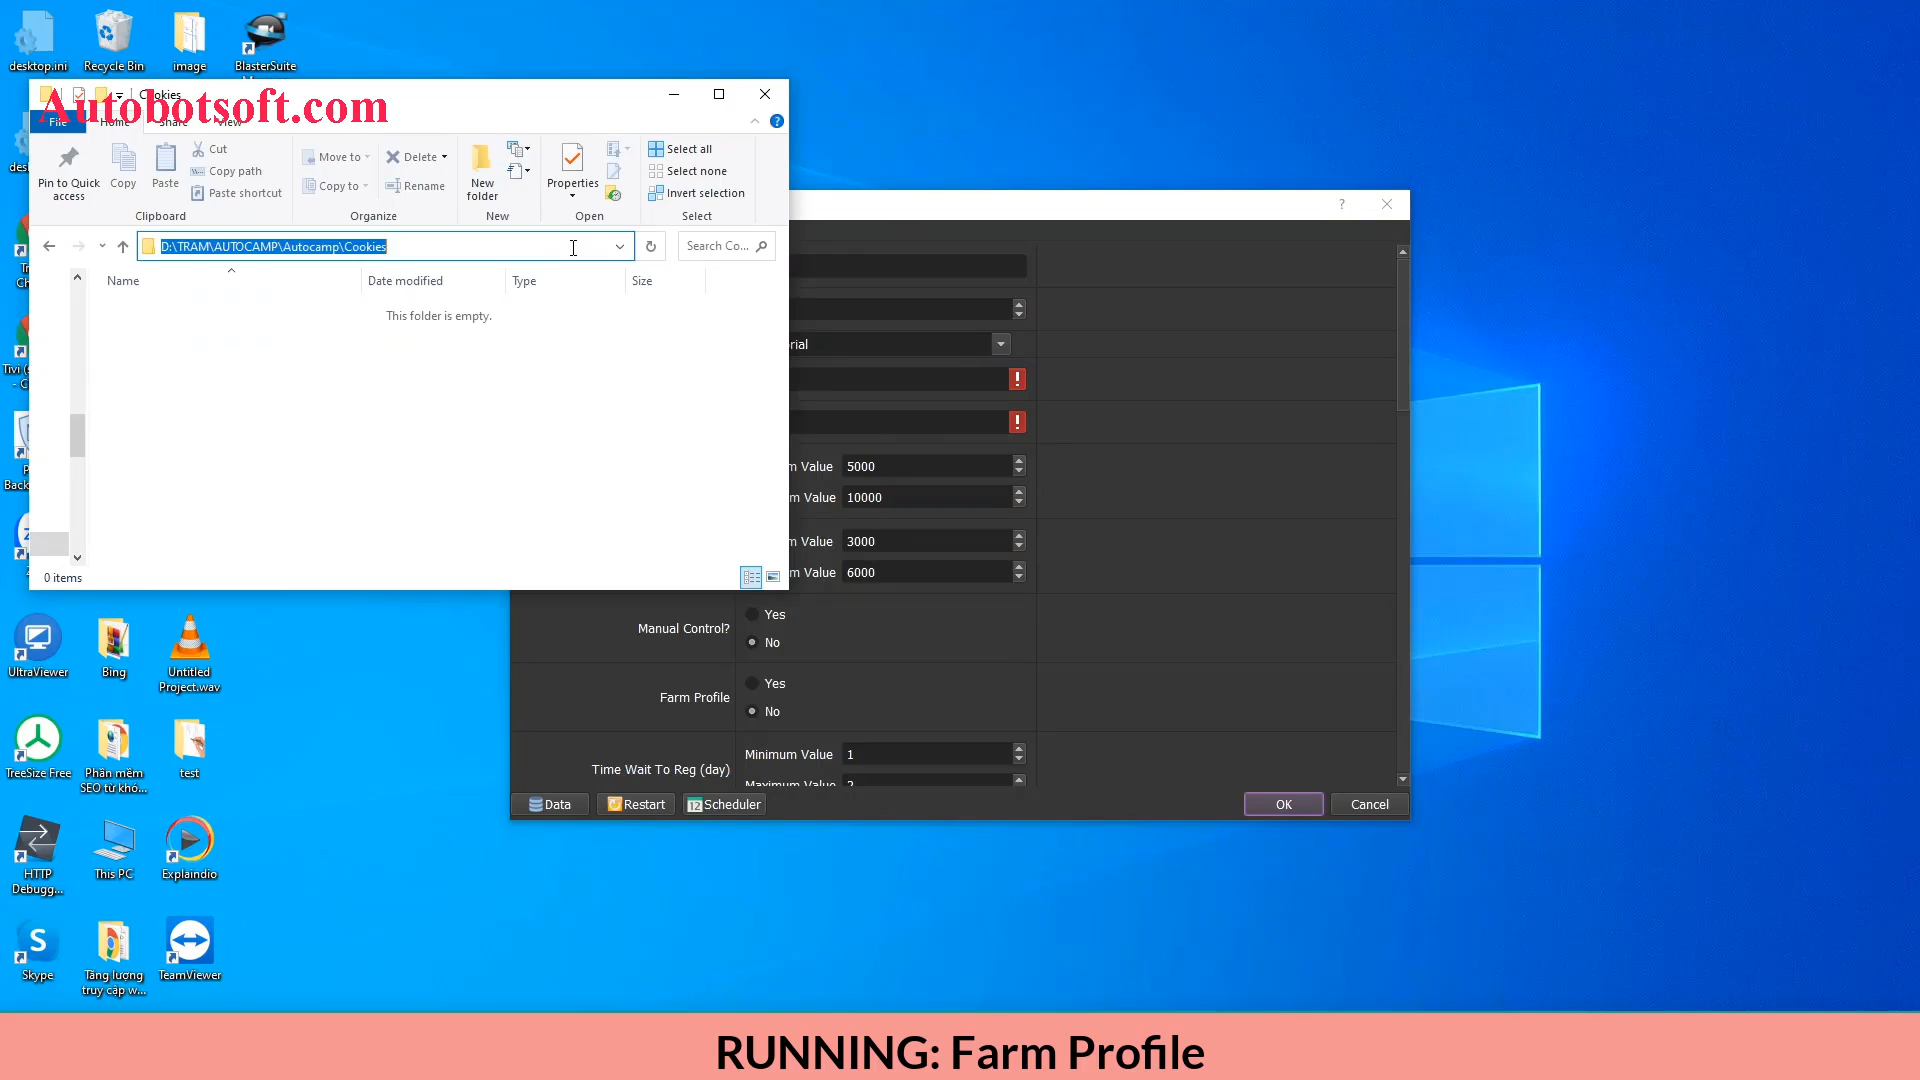 desktop.ini
Recycle Bin
image
BlasterSuite
Cookies
Autobotsoft.com
File
Home
Share
View
Pin to Quick
access
Copy
Paste
Cut
Copy path
Paste shortcut
Clipboard
Move to
Copy to
Delete
Rename
Organize
New
folder
New
Properties
Open
Select all
Select none
Invert selection
Select
D:\TRAM\AUTOCAMP\Autocamp\Cookies
Search Co...
Name
Date modified
Type
Size
This folder is empty.
0 items
?
rial
!
!
m Value 5000
m Value 10000
m Value 3000
m Value 6000
Manual Control?
Yes
No
Farm Profile
Yes
No
Time Wait To Reg (day)
Minimum Value 1
Maximum Value 2
Data
Restart
12 Scheduler
OK
Cancel
UltraViewer
Bing
Untitled
Project.wav
TreeSize Free
Phần mềm
SEO từ khó...
test
HTTP
Debugg...
This PC
Explaindio
Skype
Tăng lượng
truy cập w...
TeamViewer
RUNNING: Farm Profile